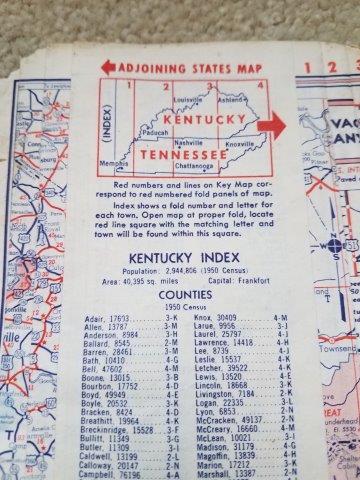 ADJOINING STATES MAP
1 2 3 4
(INDEX)
Louisville
Ashland
KENTUCKY
Paducah
Nashville
Knoxville
TENNESSEE
Memphis
Chattanooga
Red numbers and lines on Key Map cor-
respond to red numbered fold panels of map.
Index shows a fold number and letter for
each town. Open map at proper fold, locate
red line square with the matching letter and
town will be found within this square.
KENTUCKY INDEX
Population: 2,944,806 (1950 Census)
Area: 40,395 sq. miles Capital: Frankfort
COUNTIES
1950 Census
Adair, 17693 3-K
Allen, 13787 3-M
Anderson, 8984 3-H
Ballard, 8545 2-M
Barren, 28461 3-M
Bath, 10410 4-G
Bell, 47602 4-M
Boone, 13015 3-B
Bourbon, 17752 4-D
Boyd, 49949 4-E
Boyle, 20532 3-K
Bracken, 8424 4-D
Breathitt, 19964 4-K
Breckinridge, 15528 3-F
Bullitt, 11349 3-G
Butler, 11309 3-I
Caldwell, 13199 2-L
Calloway, 20147 2-N
Campbell, 76196 4-A
Knox, 30409 4-M
Larue, 9956 3-J
Laurel, 25797 4-J
Lawrence, 14418 4-H
Lee, 8739 4-J
Leslie, 15537 4-K
Letcher, 39522 4-K
Lewis, 13520 4-E
Lincoln, 18668 3-K
Livingston, 7184 2-K
Logan, 22335 3-L
Lyon, 6853 2-N
McCracken, 49137 2-N
McCreary, 16660 4-M
McLean, 10021 3-I
Madison, 31179 4-J
Magoffin, 13839 4-H
Marion, 17212 3-K
Marshall, 13387 2-N
1 2 3
VAC
ANY
Townsend
REAT